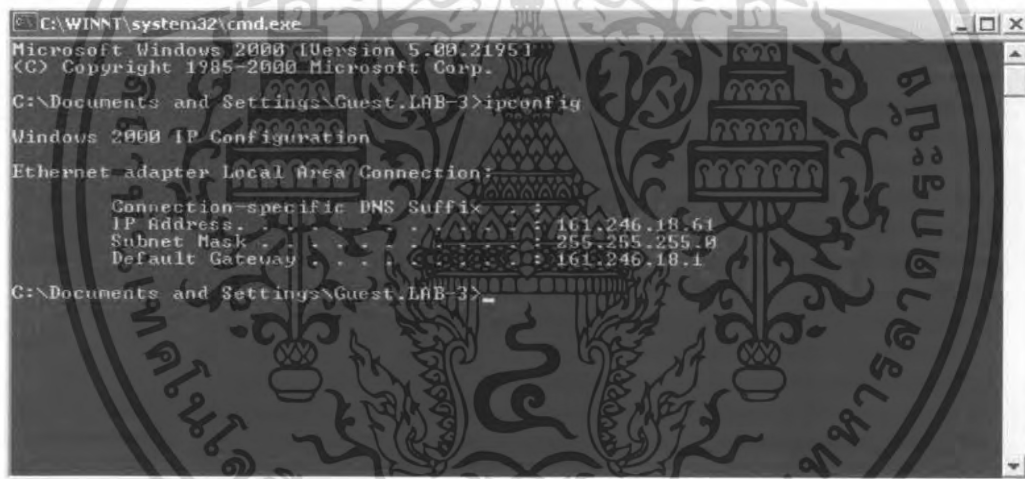 C:\WINNT\system32\cmd.exe
Microsoft Windows 2000 [Version 5.00.2195]
(C) Copyright 1985-2000 Microsoft Corp.
C:\Documents and Settings\Guest.LAB-3>ipconfig
Windows 2000 IP Configuration
Ethernet adapter Local Area Connection:
Connection-specific DNS Suffix . :
IP Address. . . . . . . . . . . . : 161.246.18.61
Subnet Mask . . . . . . . . . . . : 255.255.255.0
Default Gateway . . . . . . . . . : 161.246.18.1
C:\Documents and Settings\Guest.LAB-3>